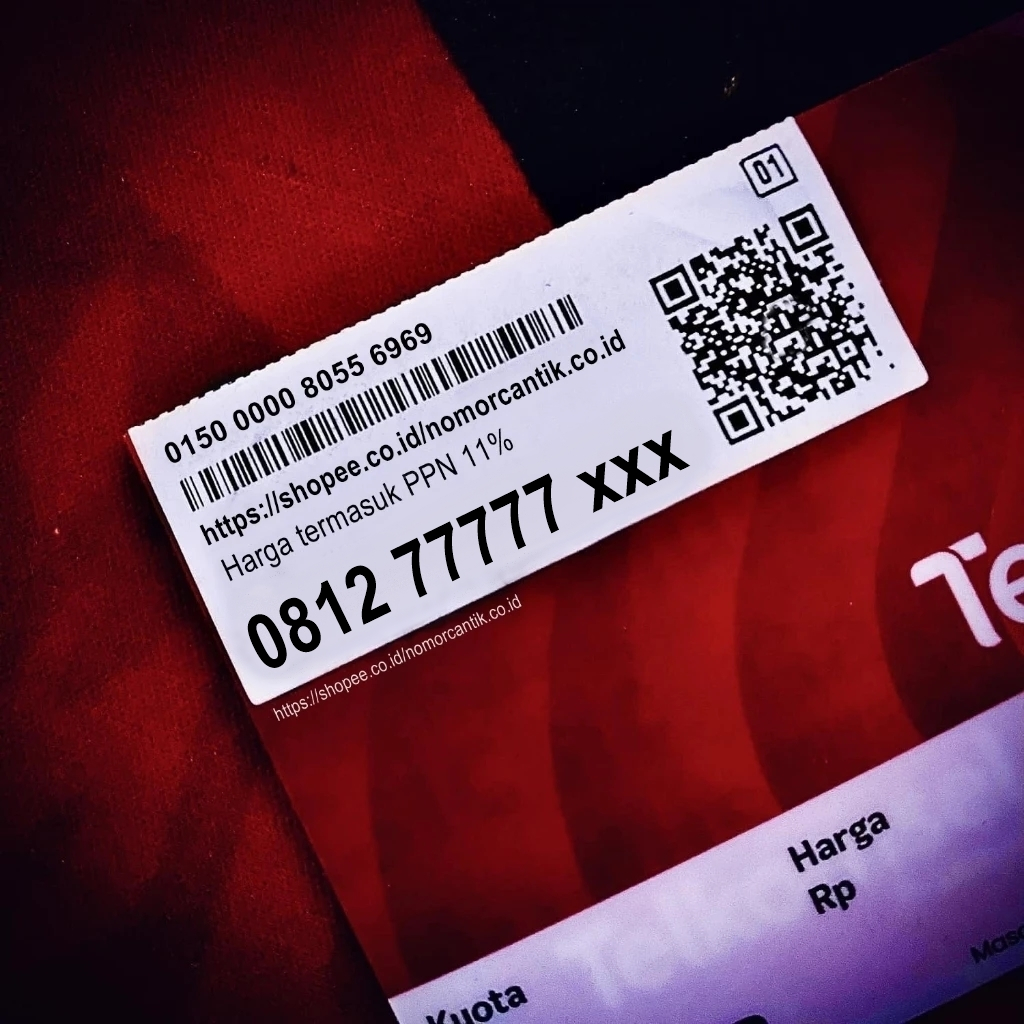 01
0150 0000 8055 6969
https://shopee.co.id/nomorcantik.co.id
Harga termasuk PPN 11%
0812 77777 xxx
https://shopee.co.id/nomorcantik.co.id
Harga
Rp
Kuota